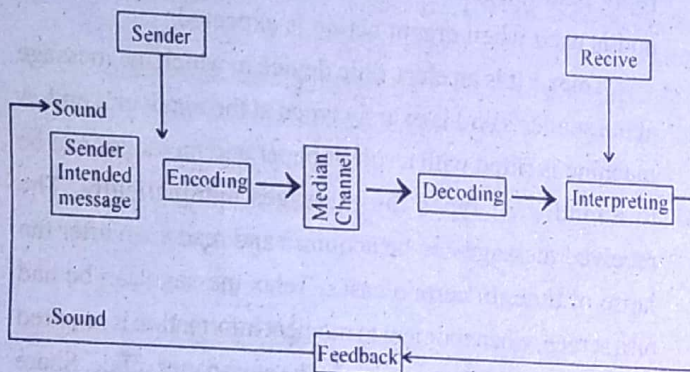 Sender
Recive
Sound
Sender
Intended
message
Encoding
Median
Channel
Decoding
Interpreting
Sound
Feedback